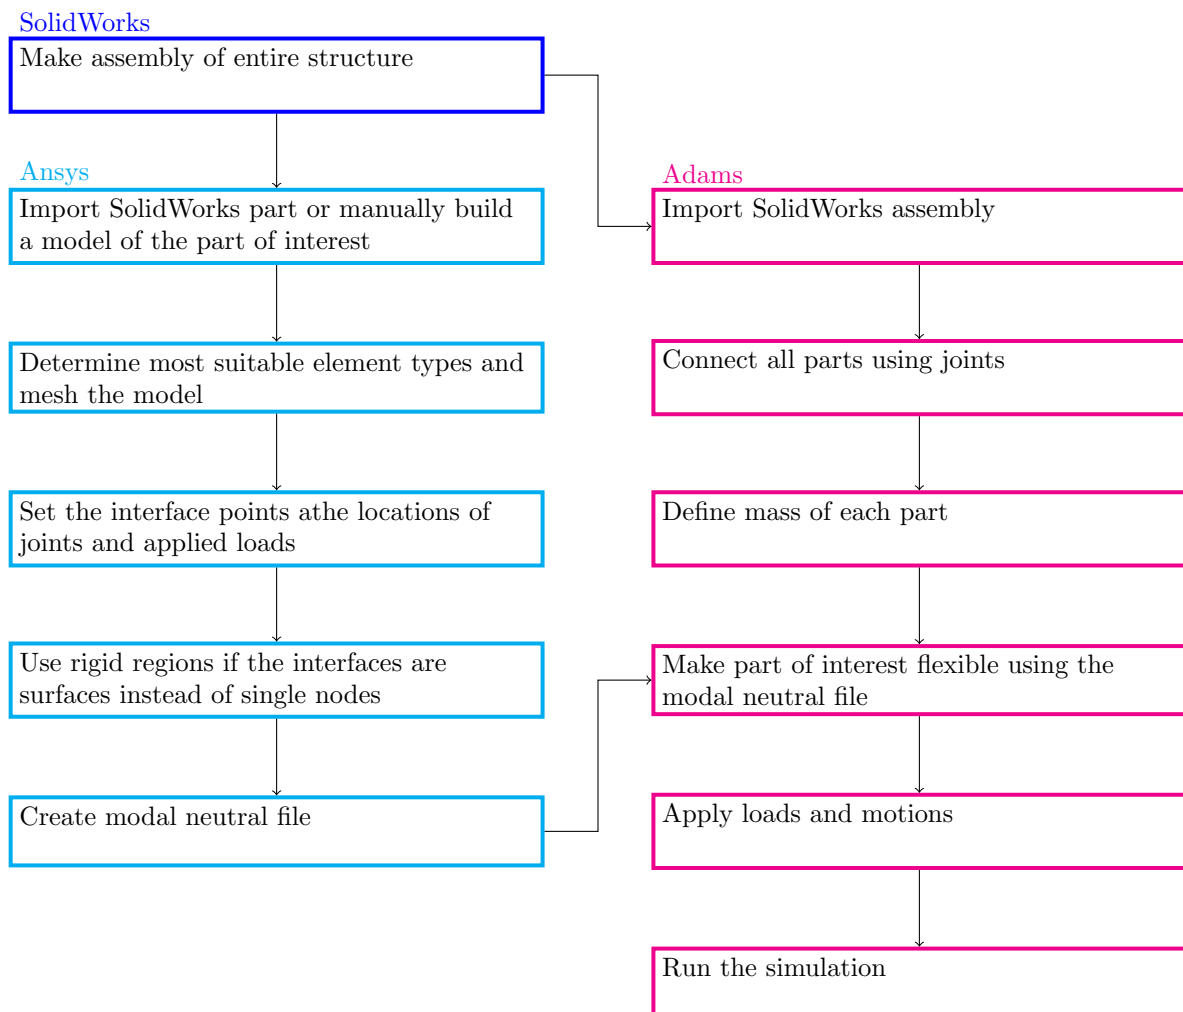 SolidWorks
Make assembly of entire structure
Ansys
Import SolidWorks part or manually build
a model of the part of interest
Determine most suitable element types and
mesh the model
Set the interface points athe locations of
joints and applied loads
Use rigid regions if the interfaces are
surfaces instead of single nodes
Create modal neutral file
Adams
Import SolidWorks assembly
Connect all parts using joints
Define mass of each part
Make part of interest flexible using the
modal neutral file
Apply loads and motions
Run the simulation